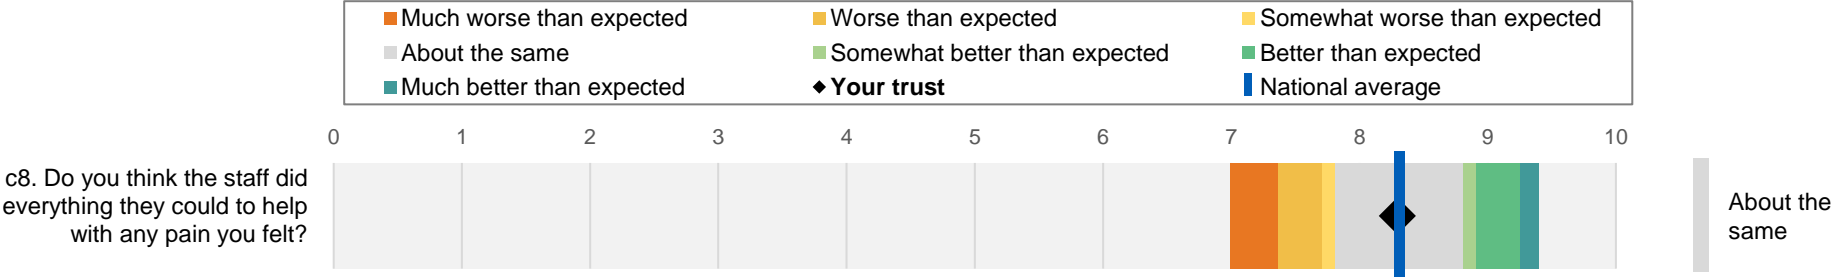 Much worse than expected
Worse than expected
Somewhat worse than expected
About the same
Somewhat better than expected
Better than expected
Much better than expected
Your trust
National average
0 1 2 3 4 5 6 7 8 9 10
c8. Do you think the staff did
everything they could to help
with any pain you felt?
About the
same